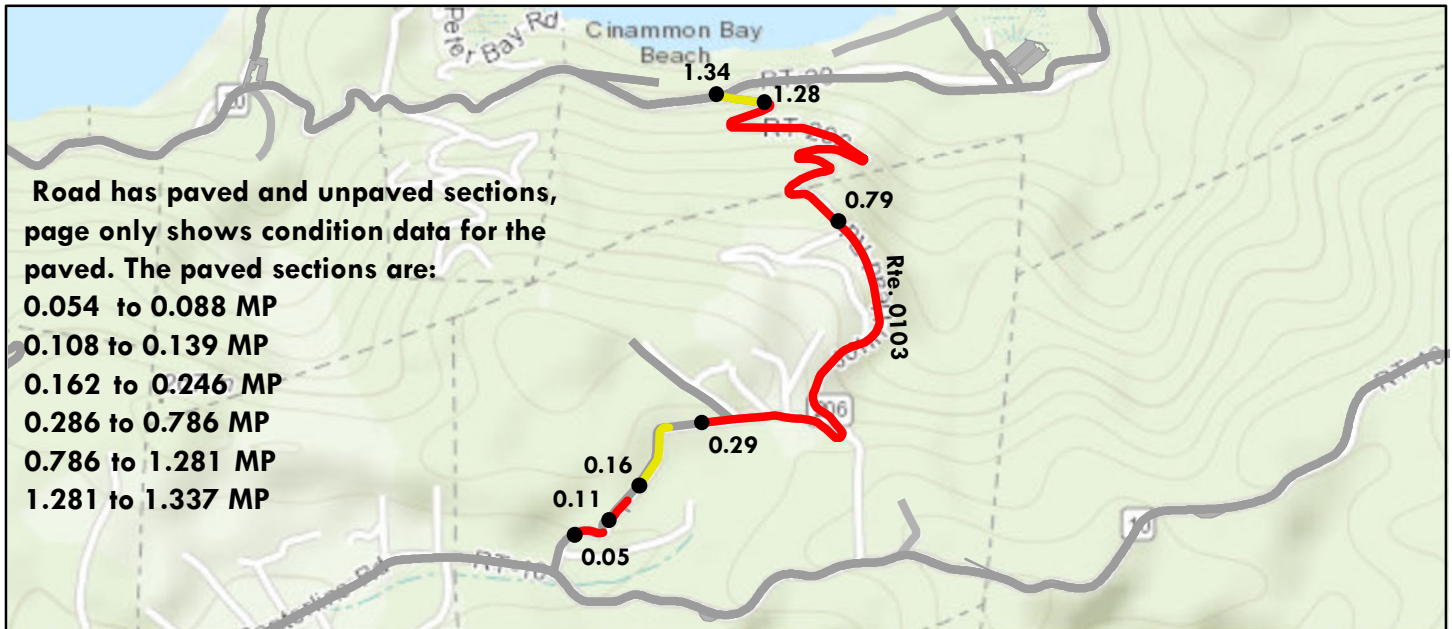 Peter Bay Rd.
Cinammon Bay
Beach
1.34
1.28
0.79
Rte. 0103
Road has paved and unpaved sections,
page only shows condition data for the
paved. The paved sections are:
0.054 to 0.088 MP
0.108 to 0.139 MP
0.162 to 0.246 MP
0.286 to 0.786 MP
0.786 to 1.281 MP
1.281 to 1.337 MP
0.29
0.16
0.11
0.05
10